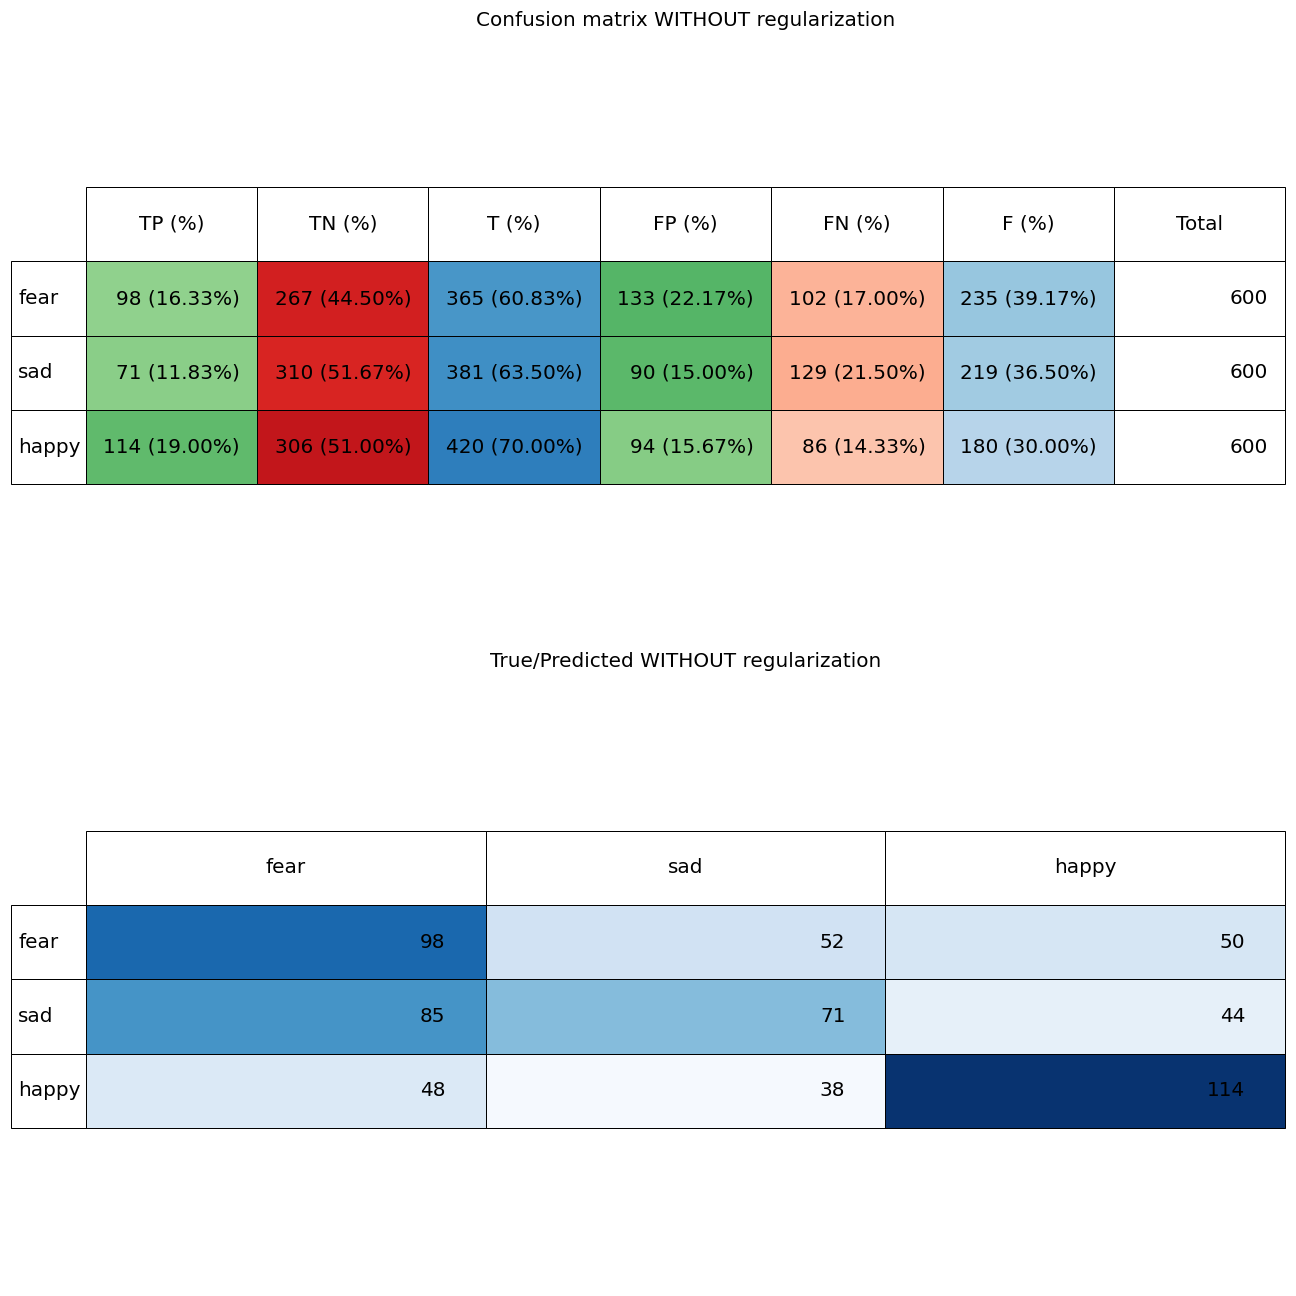 Confusion matrix WITHOUT regularization
TP (%) TN (%) T (%) FP (%) FN (%) F (%) Total
fear 98 (16.33%) 267 (44.50%) 365 (60.83%) 133 (22.17%) 102 (17.00%) 235 (39.17%) 600
sad 71 (11.83%) 310 (51.67%) 381 (63.50%) 90 (15.00%) 129 (21.50%) 219 (36.50%) 600
happy 114 (19.00%) 306 (51.00%) 420 (70.00%) 94 (15.67%) 86 (14.33%) 180 (30.00%) 600
True/Predicted WITHOUT regularization
fear sad happy
fear 98 52 50
sad 85 71 44
happy 48 38 114